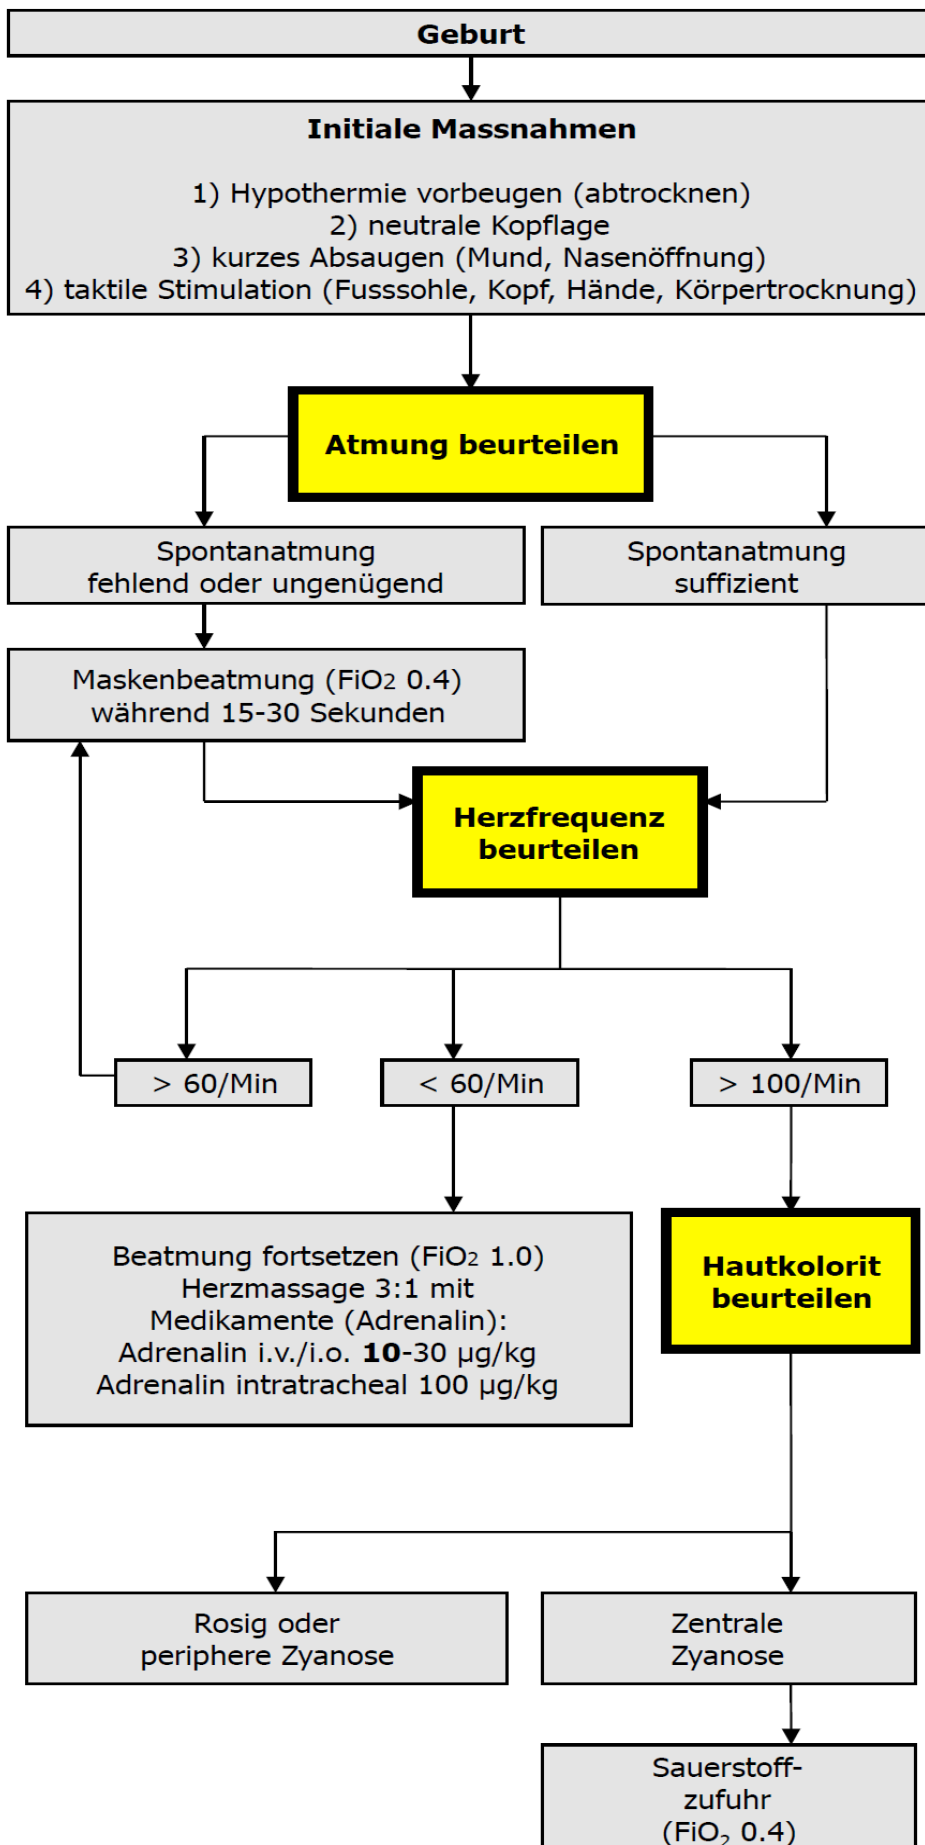 Geburt
Initiale Massnahmen
1) Hypothermie vorbeugen (abtrocknen)
2) neutrale Kopflage
3) kurzes Absaugen (Mund, Nasenöffnung)
4) taktile Stimulation (Fusssohle, Kopf, Hände, Körpertrocknung)
Atmung beurteilen
Spontanatmung
fehlend oder ungenügend
Spontanatmung
suffizient
Maskenbeatmung (FiO2 0.4)
während 15-30 Sekunden
Herzfrequenz
beurteilen
> 60/Min
< 60/Min
> 100/Min
Beatmung fortsetzen (FiO2 1.0)
Herzmassage 3:1 mit
Medikamente (Adrenalin):
Adrenalin i.v./i.o. 10-30 µg/kg
Adrenalin intratracheal 100 µg/kg
Hautkolorit
beurteilen
Rosig oder
periphere Zyanose
Zentrale
Zyanose
Sauerstoff-
zufuhr
(FiO₂ 0.4)